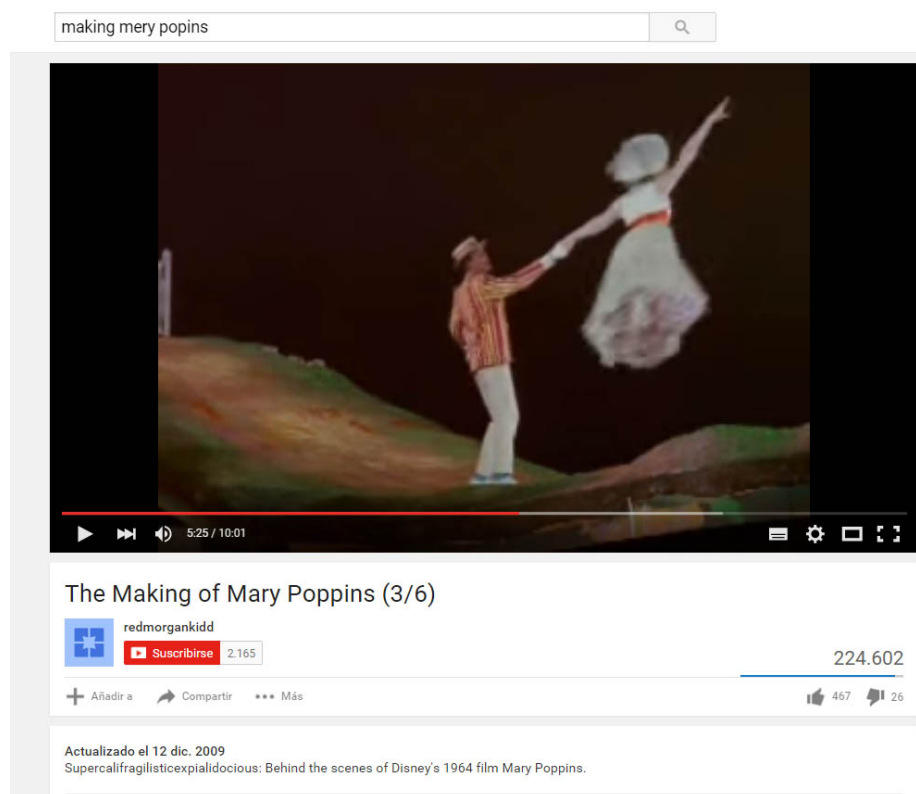 making mery popins
5:25 / 10:01
The Making of Mary Poppins (3/6)
redmorgankidd
Suscribirse 2.165
224.602
Añadir a Compartir Más 467 26
Actualizado el 12 dic. 2009
Supercalifragilisticexpialidocious: Behind the scenes of Disney's 1964 film Mary Poppins.